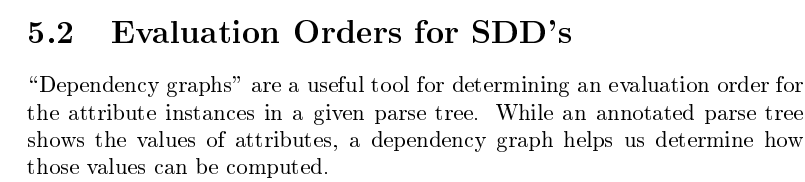 5.2 Evaluation Orders for SDD's
“Dependency graphs” are a useful tool for determining an evaluation order for
the attribute instances in a given parse tree. While an annotated parse tree
shows the values of attributes, a dependency graph helps us determine how
those values can be computed.